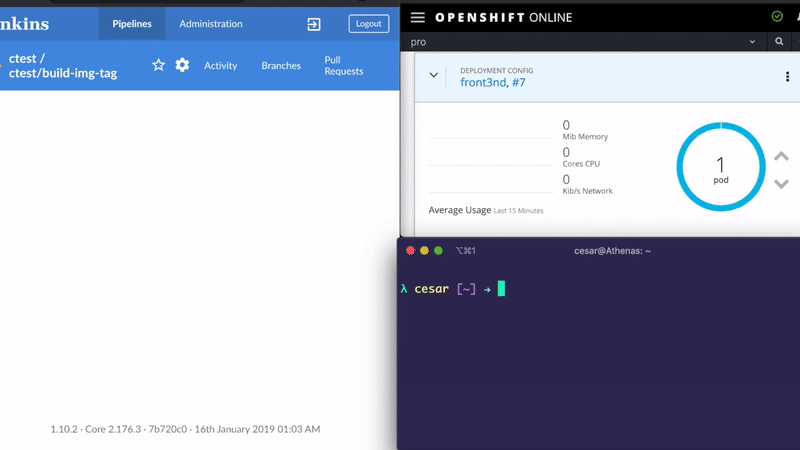 nkins
Pipelines
Administration
Logout
ctest /
ctest/build-img-tag
Activity
Branches
Pull
Requests
1.10.2 · Core 2.176.3 · 7b720c0 · 16th January 2019 01:03 AM
OPENSHIFT ONLINE
pro
DEPLOYMENT CONFIG
front3nd, #7
0
Mib Memory
0
Cores CPU
0
Kib/s Network
Average Usage Last 15 Minutes
1
pod
⌥⌘1
cesar@Athenas: ~
λ cesar [~] →